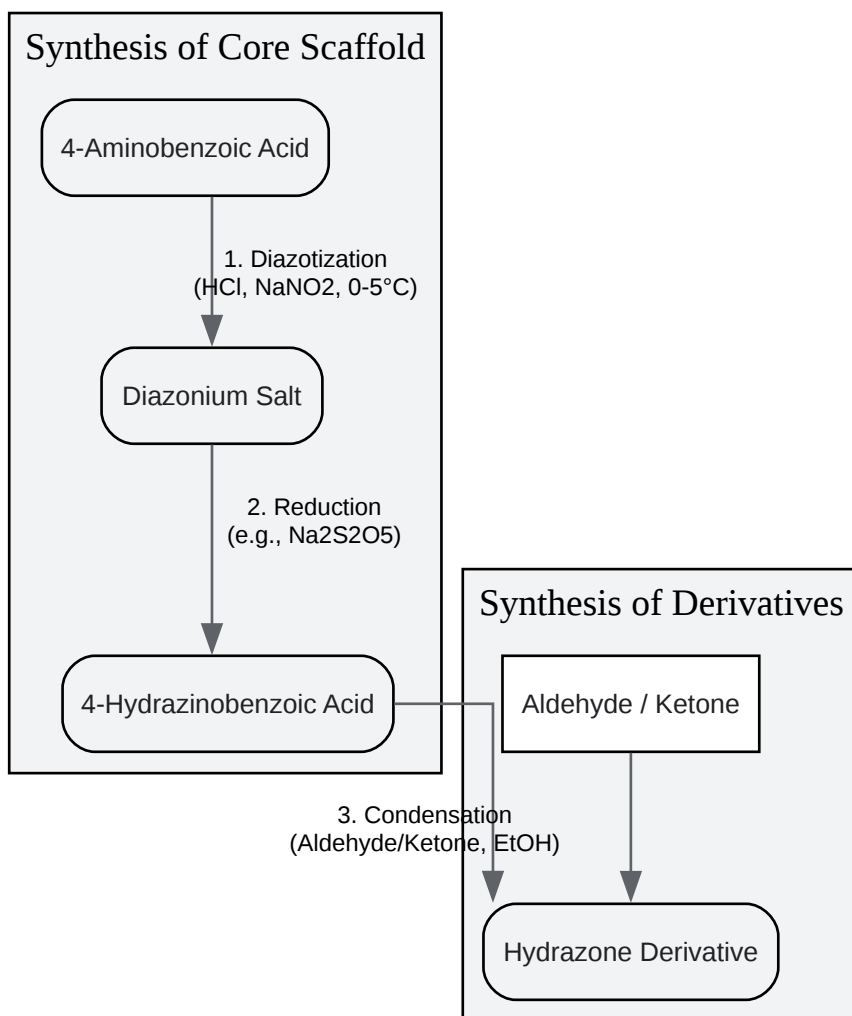 Synthesis of Core Scaffold
4-Aminobenzoic Acid
1. Diazotization
(HCl, NaNO2, 0-5°C)
Diazonium Salt
2. Reduction
(e.g., Na2S2O5)
4-Hydrazinobenzoic Acid
Synthesis of Derivatives
Aldehyde / Ketone
3. Condensation
(Aldehyde/Ketone, EtOH)
Hydrazone Derivative